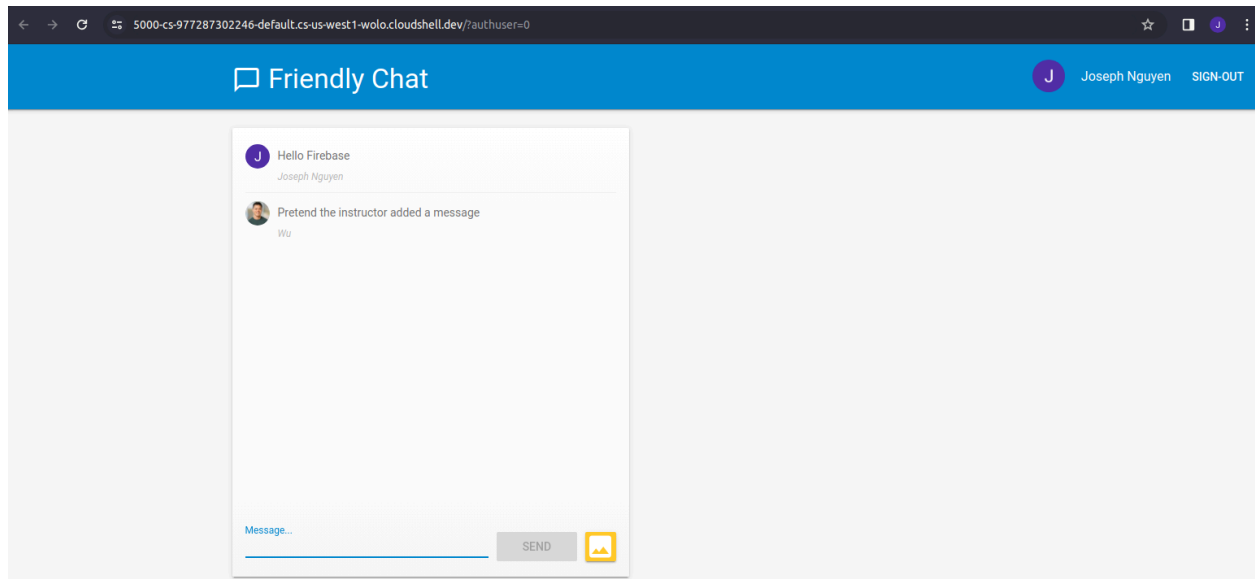 5000-cs-977287302246-default.cs-us-west1-wolo.cloudshell.dev/?authuser=0
J
Friendly Chat
J
Joseph Nguyen
SIGN-OUT
J
Hello Firebase
Joseph Nguyen
Pretend the instructor added a message
Wu
Message...
SEND